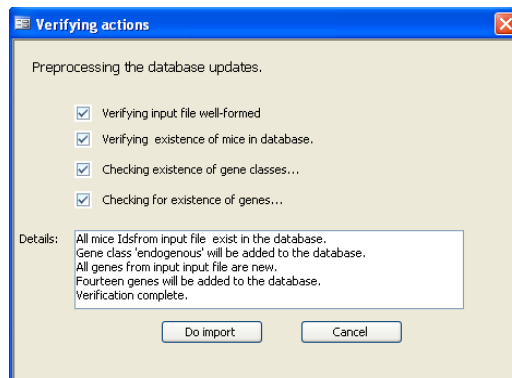 Verifying actions
Preprocessing the database updates.
Verifying input file well-formed
Verifying existence of mice in database.
Checking existence of gene classes...
Checking for existence of genes...
Details:
All mice Idsfrom input file exist in the database.
Gene class 'endogenous' will be added to the database.
All genes from input input file are new.
Fourteen genes will be added to the database.
Verification complete.
Do import
Cancel